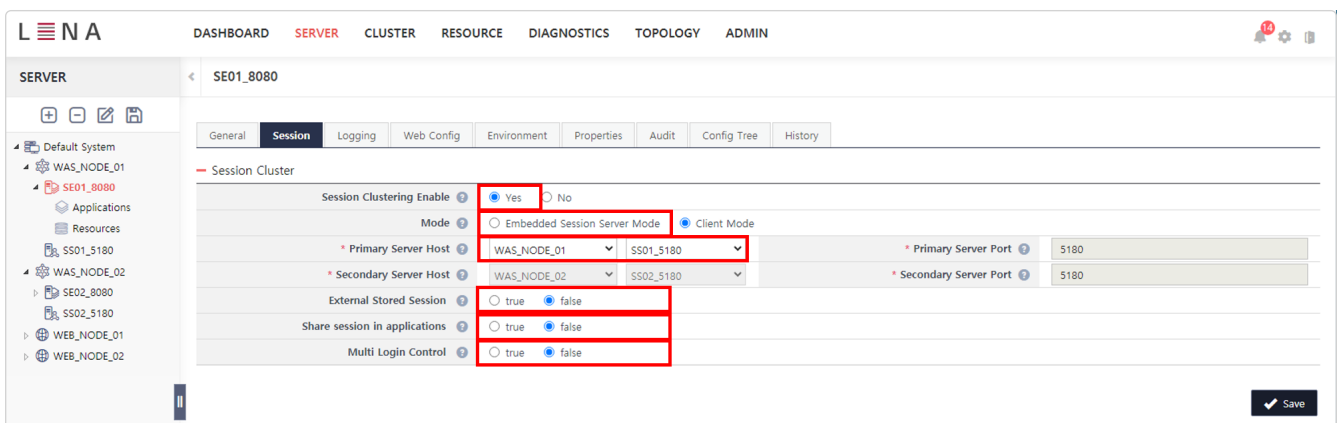 LENA
DASHBOARD SERVER CLUSTER RESOURCE DIAGNOSTICS TOPOLOGY ADMIN 14
SERVER
SE01_8080
Default System
WAS_NODE_01
SE01_8080
Applications
Resources
SS01_5180
WAS_NODE_02
SE02_8080
SS02_5180
WEB_NODE_01
WEB_NODE_02
General Session Logging Web Config Environment Properties Audit Config Tree History
Session Cluster
Session Clustering Enable ? Yes No
Mode ? Embedded Session Server Mode Client Mode
* Primary Server Host ? WAS_NODE_01 SS01_5180 * Primary Server Port ? 5180
* Secondary Server Host ? WAS_NODE_02 SS02_5180 * Secondary Server Port ? 5180
External Stored Session ? true false
Share session in applications ? true false
Multi Login Control ? true false
Save